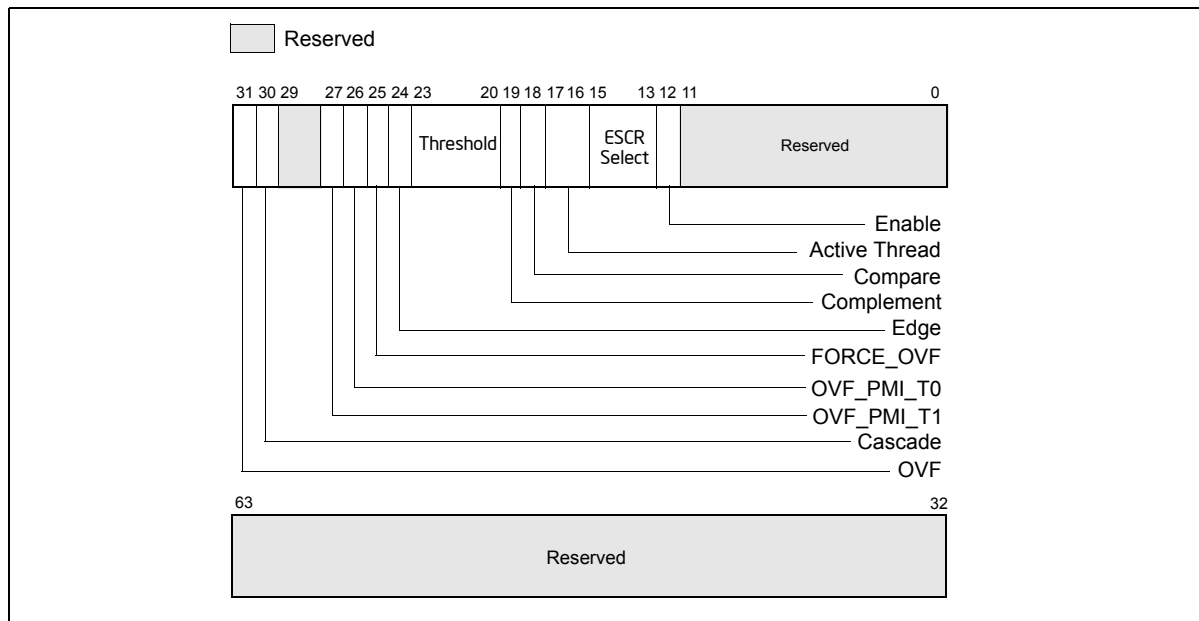 Reserved
31 30 29 27 26 25 24 23 20 19 18 17 16 15 13 12 11 0
Threshold
ESCR
Select
Reserved
Enable
Active Thread
Compare
Complement
Edge
FORCE_OVF
OVF_PMI_T0
OVF_PMI_T1
Cascade
OVF
63 32
Reserved